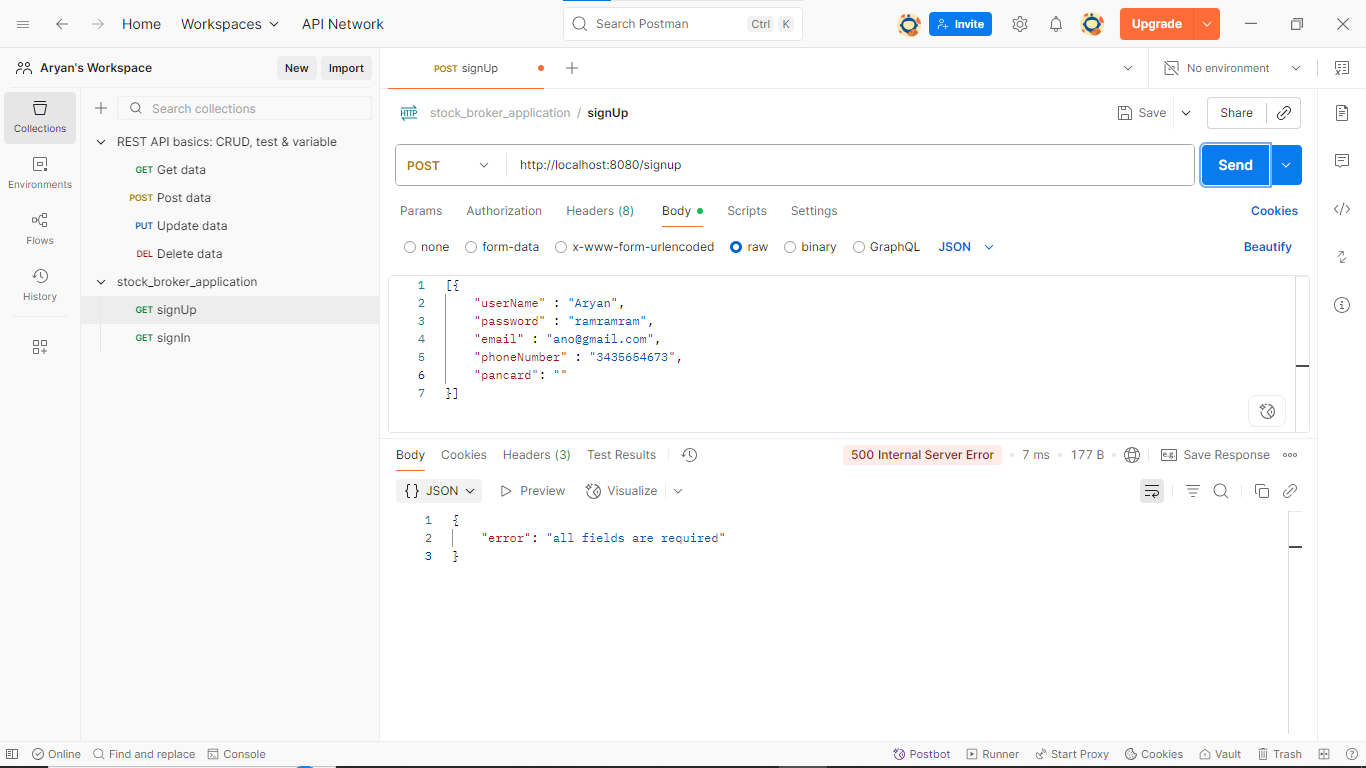 Home Workspaces API Network Search Postman Ctrl K Invite Upgrade
Aryan's Workspace New Import
POST signUp No environment
Collections
Environments
Flows
History
Search collections
REST API basics: CRUD, test & variable
GET Get data
POST Post data
PUT Update data
DEL Delete data
stock_broker_application
GET signUp
GET signIn
HTTP stock_broker_application / signUp Save Share
POST http://localhost:8080/signup Send
Params Authorization Headers (8) Body Scripts Settings Cookies
none form-data x-www-form-urlencoded raw binary GraphQL JSON Beautify
1 [{
2 "userName" : "Aryan",
3 "password" : "ramramram",
4 "email" : "ano@gmail.com",
5 "phoneNumber" : "3435654673",
6 "pancard": ""
7 }]
Body Cookies Headers (3) Test Results 500 Internal Server Error 7 ms 177 B e.g. Save Response
{} JSON Preview Visualize
1 {
2 "error": "all fields are required"
3 }
Online Find and replace Console Postbot Runner Start Proxy Cookies Vault Trash